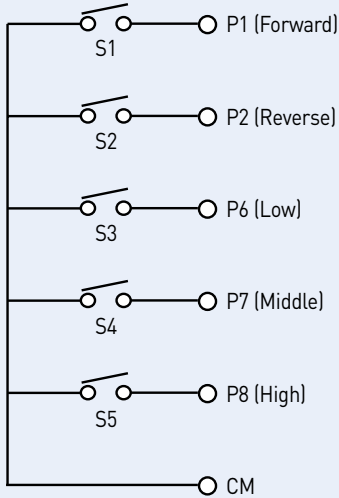 P1 (Forward)
S1
P2 (Reverse)
S2
P6 (Low)
S3
P7 (Middle)
S4
P8 (High)
S5
CM